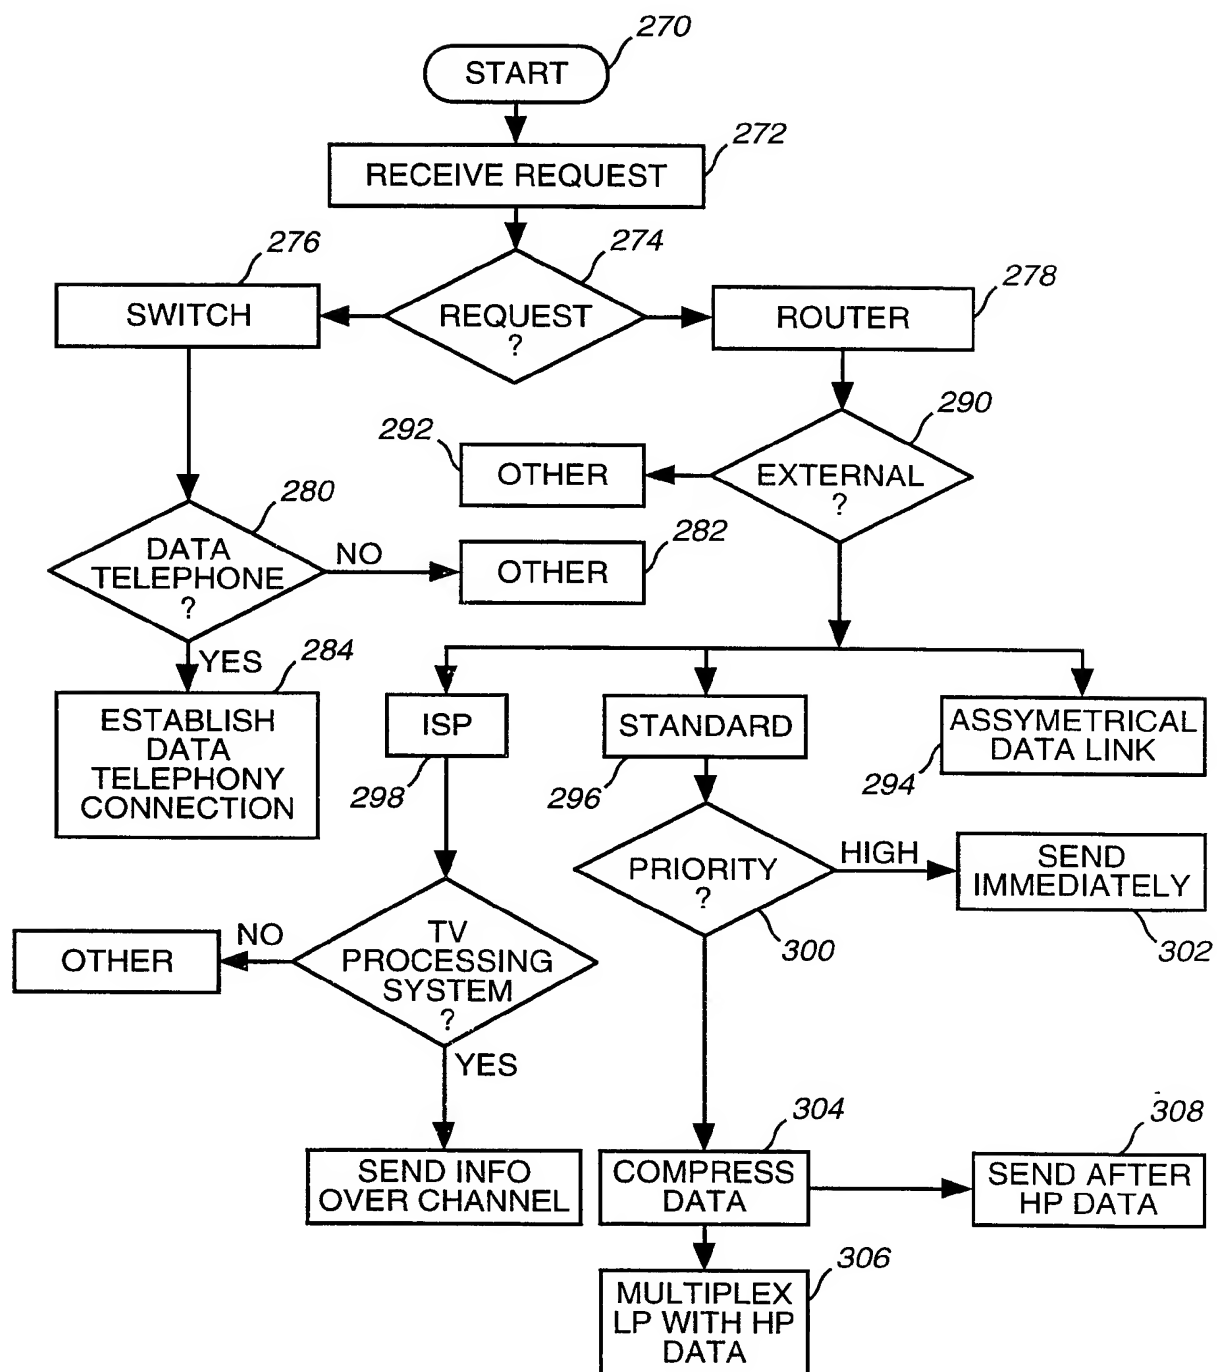 270
START
272
RECEIVE REQUEST
276
274
278
SWITCH
REQUEST
?
ROUTER
290
292
OTHER
EXTERNAL
?
280
282
DATA
TELEPHONE
?
NO
OTHER
YES
284
ESTABLISH
DATA
TELEPHONY
CONNECTION
ISP
298
STANDARD
296
ASSYMETRICAL
DATA LINK
294
PRIORITY
?
300
HIGH
SEND
IMMEDIATELY
302
OTHER
NO
TV
PROCESSING
SYSTEM
?
YES
304
308
SEND INFO
OVER CHANNEL
COMPRESS
DATA
SEND AFTER
HP DATA
306
MULTIPLEX
LP WITH HP
DATA